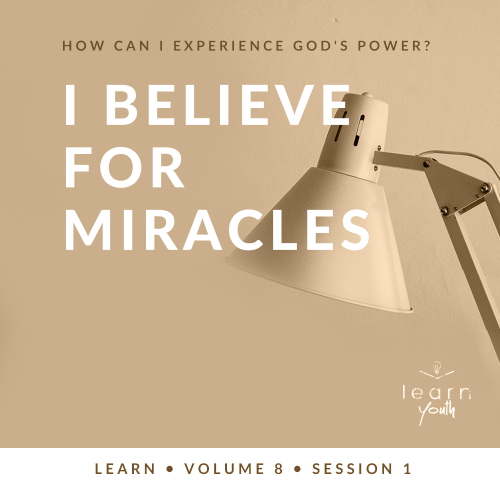 HOW CAN I EXPERIENCE GOD'S POWER?
I BELIEVE
FOR
MIRACLES
learn
youth
LEARN • VOLUME 8 • SESSION 1